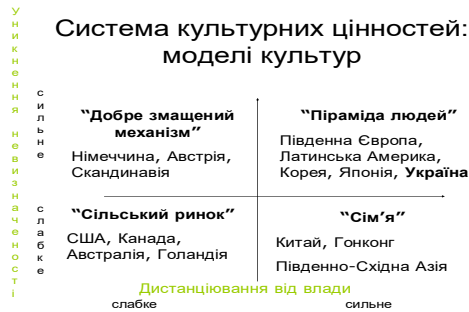 Система культурних цінностей:
моделі культур
Уникнення невизначеності
сильне
слабке
“Добре змащений
механізм”
Німеччина, Австрія,
Скандинавія
“Піраміда людей”
Південна Європа,
Латинська Америка,
Корея, Японія, Україна
“Сільський ринок”
США, Канада,
Австралія, Голандія
“Сім’я”
Китай, Гонконг
Південно-Східна Азія
Дистанціювання від влади
слабке
сильне